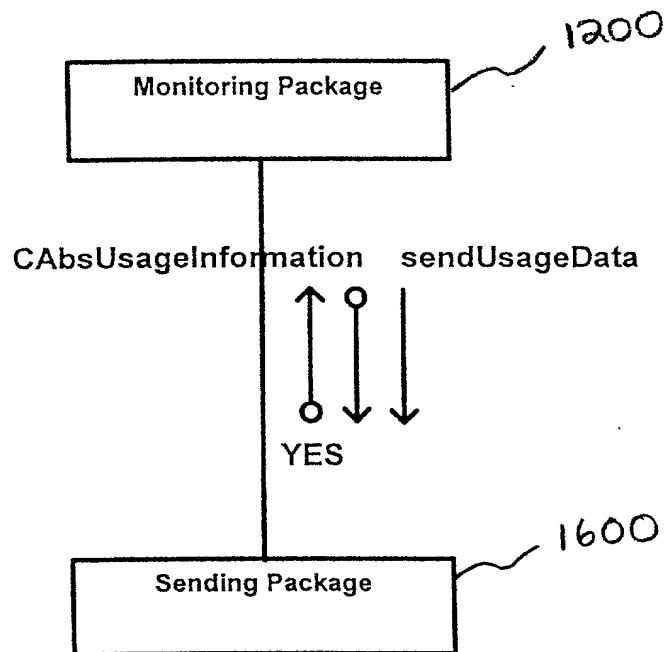 1200
Monitoring Package
CAbsUsageInformation sendUsageData
YES
1600
Sending Package